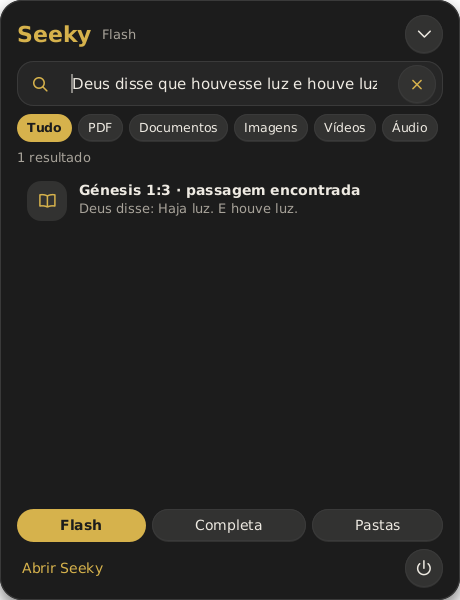 Seeky Flash
Deus disse que houvesse luz e houve luz
Tudo PDF Documentos Imagens Vídeos Áudio
1 resultado
Génesis 1:3 · passagem encontrada
Deus disse: Haja luz. E houve luz.
Flash Completa Pastas
Abrir Seeky